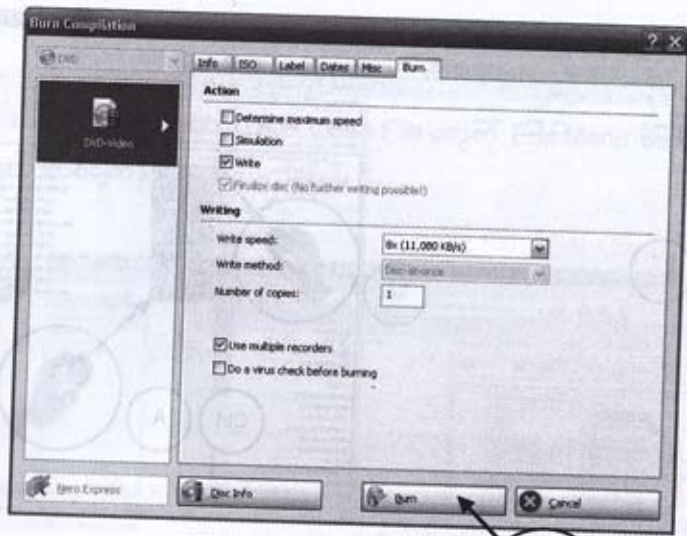 Burn Compilation
? X
DVD
Info ISO Label Dates Misc Burn
DVD-Video
Action
Determine maximum speed
Simulation
Write
Finalize disc (No further writing possible!)
Writing
Write speed: 8x (11,080 KB/s)
Write method: Disc-at-once
Number of copies: 1
Use multiple recorders
Do a virus check before burning
Nero Express Disc Info Burn Cancel